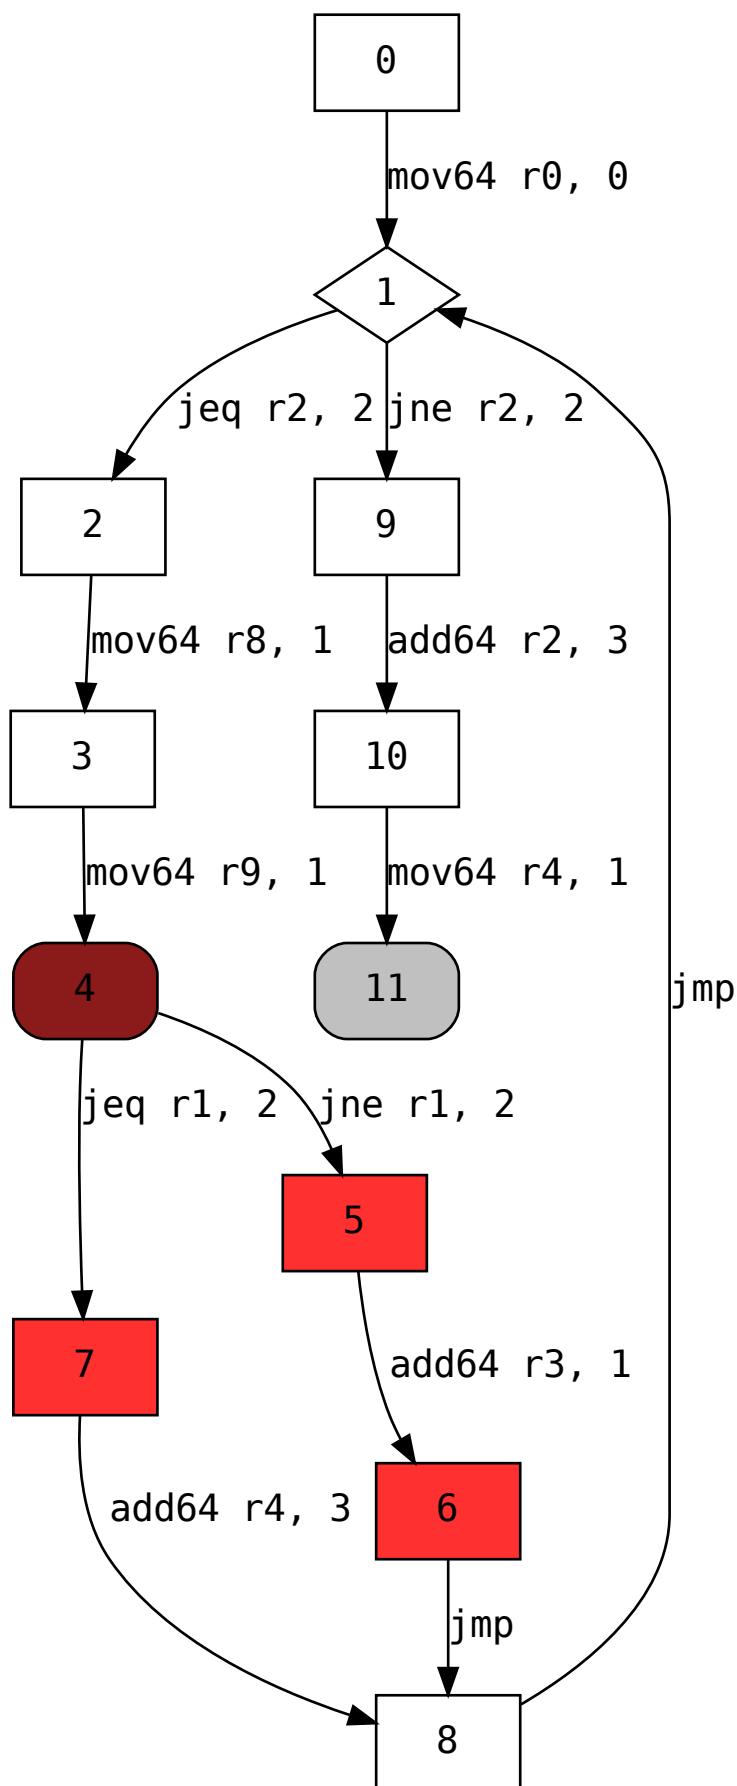 0
mov64 r0, 0
1
jeq r2, 2
jne r2, 2
2
9
mov64 r8, 1
add64 r2, 3
3
10
mov64 r9, 1
mov64 r4, 1
4
11
jmp
jeq r1, 2
jne r1, 2
5
7
add64 r3, 1
add64 r4, 3
6
jmp
8